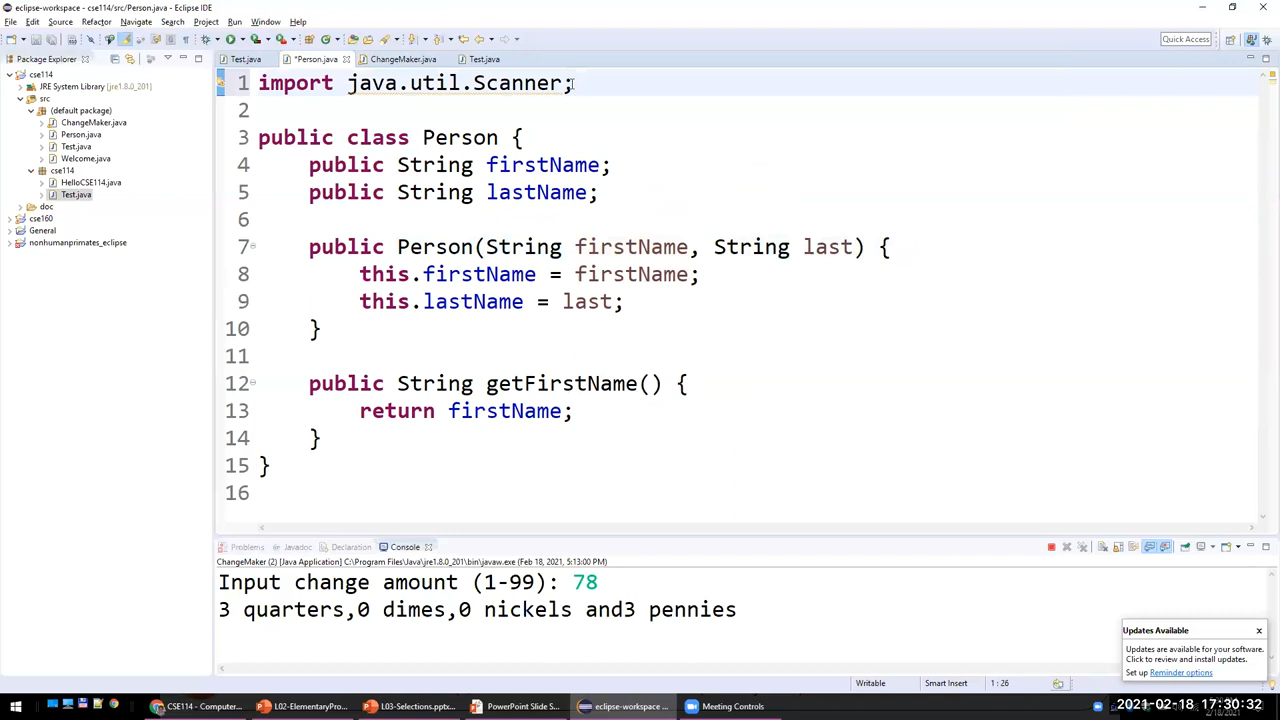 eclipse-workspace - cse114/src/Person.java - Eclipse IDE
File Edit Source Refactor Navigate Search Project Run Window Help
Quick Access
Package Explorer
Test.java *Person.java ChangeMaker.java Test.java
cse114
JRE System Library [jre1.8.0_201]
src
(default package)
ChangeMaker.java
Person.java
Test.java
Welcome.java
cse114
HelloCSE114.java
Test.java
doc
cse160
General
nonhumanprimates_eclipse
1 import java.util.Scanner;
2
3 public class Person {
4 public String firstName;
5 public String lastName;
6
7 public Person(String firstName, String last) {
8 this.firstName = firstName;
9 this.lastName = last;
10 }
11
12 public String getFirstName() {
13 return firstName;
14 }
15 }
16
Problems Javadoc Declaration Console
ChangeMaker (2) [Java Application] C:\Program Files\Java\jre1.8.0_201\bin\javaw.exe (Feb 18, 2021, 5:13:00 PM)
Input change amount (1-99): 78
3 quarters,0 dimes,0 nickels and3 pennies
Updates Available
Updates are available for your software.
Click to review and install updates.
Set up Reminder options
Writable Smart Insert 1 : 26
CSE114 - Computer... L02-ElementaryPro... L03-Selections.pptx... PowerPoint Slide S... eclipse-workspace ... Meeting Controls
2021-02-18 17:30:32